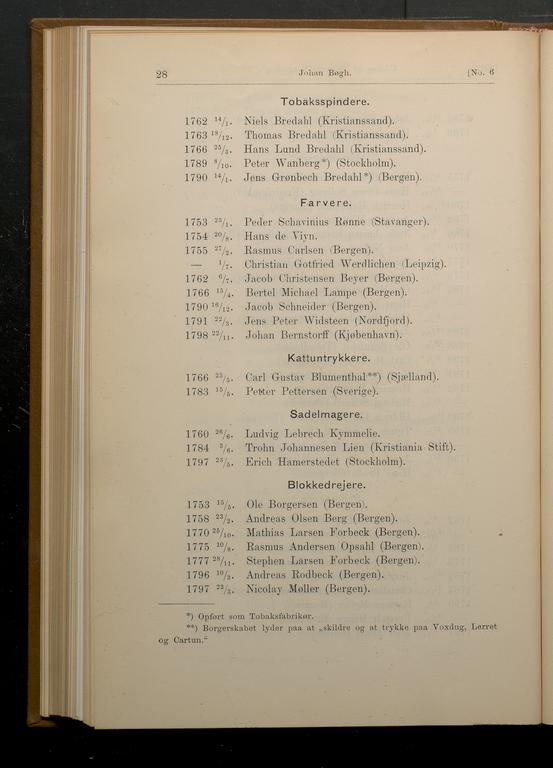 28 Johan Bøgh. [No. 6
Tobaksspindere.
1762 14/1. Niels Bredahl (Kristianssand).
1763 18/12. Thomas Bredahl (Kristianssand).
1766 25/3. Hans Lund Bredahl (Kristianssand).
1789 8/10. Peter Wanberg*) (Stockholm).
1790 14/1. Jens Grønbech Bredahl*) (Bergen).
Farvere.
1753 23/1. Peder Schavinius Rønne (Stavanger).
1754 20/8. Hans de Viyn.
1755 27/2. Rasmus Carlsen (Bergen).
— 1/7. Christian Gotfried Werdlichen (Leipzig).
1762 6/7. Jacob Christensen Beyer (Bergen).
1766 15/4. Bertel Michael Lampe (Bergen).
1790 16/12. Jacob Schneider (Bergen).
1791 22/3. Jens Peter Widsteen (Nordfjord).
1798 22/11. Johan Bernstorff (Kjøbenhavn).
Kattuntrykkere.
1766 23/5. Carl Gustav Blumenthal**) (Sjælland).
1783 15/5. Petter Pettersen (Sverige).
Sadelmagere.
1760 26/6. Ludvig Lebrech Kymmelie.
1784 3/6. Trohn Johannesen Lien (Kristiania Stift).
1797 23/5. Erich Hamerstedet (Stockholm).
Blokkedrejere.
1753 15/5. Ole Borgersen (Bergen).
1758 23/2. Andreas Olsen Berg (Bergen).
1770 25/10. Mathias Larsen Forbeck (Bergen).
1775 10/8. Rasmus Andersen Opsahl (Bergen).
1777 28/11. Stephen Larsen Forbeck (Bergen).
1796 10/3. Andreas Rodbeck (Bergen).
1797 23/3. Nicolay Møller (Bergen).
*) Opført som Tobaksfabrikør.
**) Borgerskabet lyder paa at „skildre og at trykke paa Voxdug, Lerret
og Cartun.“